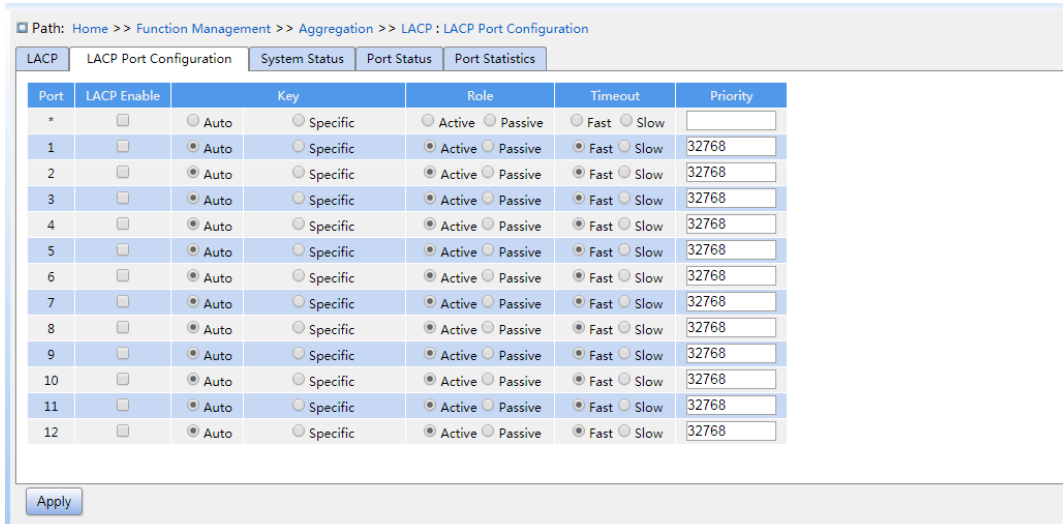 Path: Home >> Function Management >> Aggregation >> LACP : LACP Port Configuration
LACP LACP Port Configuration System Status Port Status Port Statistics
Port LACP Enable Key Role Timeout Priority
* Auto Specific Active Passive Fast Slow
1 Auto Specific Active Passive Fast Slow 32768
2 Auto Specific Active Passive Fast Slow 32768
3 Auto Specific Active Passive Fast Slow 32768
4 Auto Specific Active Passive Fast Slow 32768
5 Auto Specific Active Passive Fast Slow 32768
6 Auto Specific Active Passive Fast Slow 32768
7 Auto Specific Active Passive Fast Slow 32768
8 Auto Specific Active Passive Fast Slow 32768
9 Auto Specific Active Passive Fast Slow 32768
10 Auto Specific Active Passive Fast Slow 32768
11 Auto Specific Active Passive Fast Slow 32768
12 Auto Specific Active Passive Fast Slow 32768
Apply